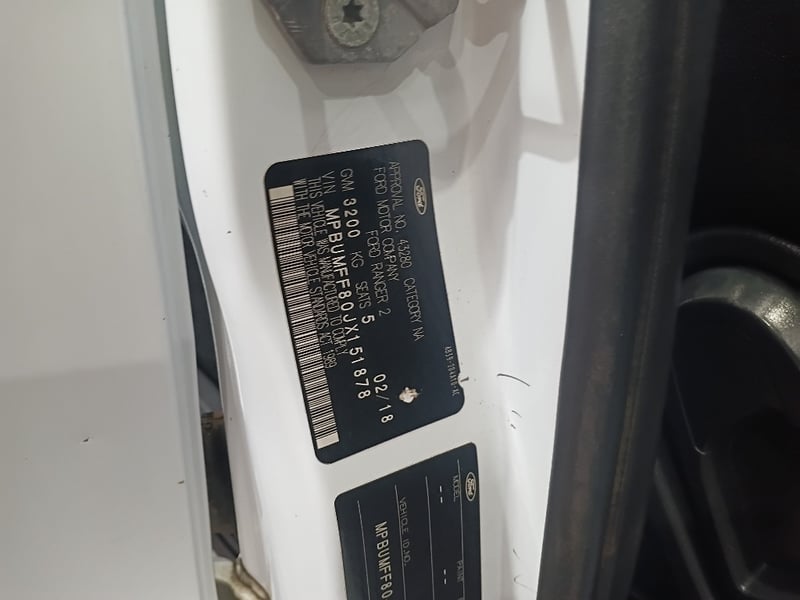 Ford
APPROVAL NO. 43280 CATEGORY NA
FORD MOTOR COMPANY
FORD RANGER 2 02/18
GVM 3200 KG SEATS 5
VIN MPBUMFF80JX151878
THIS VEHICLE WAS MANUFACTURED TO COMPLY
WITH THE MOTOR VEHICLE STANDARDS ACT 1989
Ford
MODEL PAINT
-- --
VEHICLE ID.NO.
MPBUMFF80